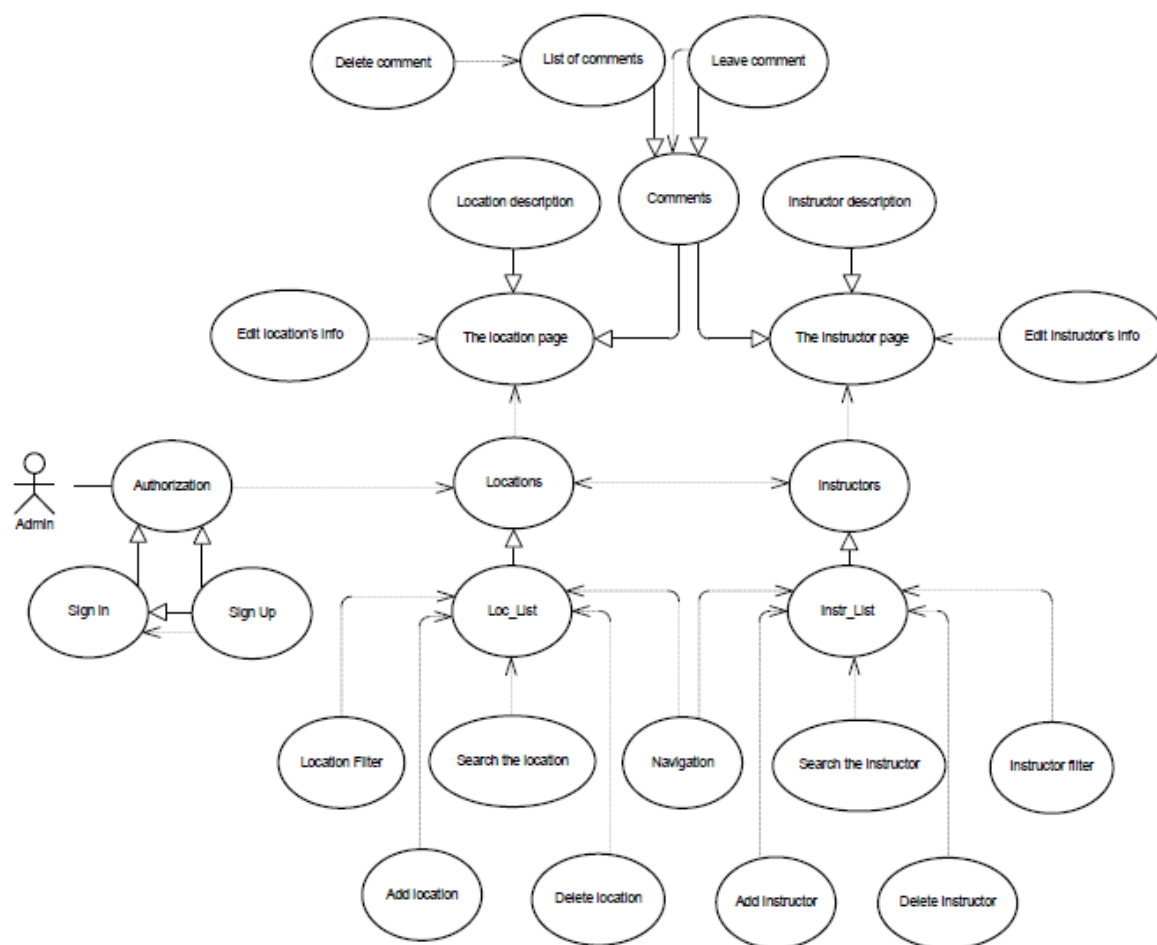 Delete comment
List of comments
Leave comment
Location description
Comments
Instructor description
Edit location's info
The location page
The instructor page
Edit instructor's info
Authorization
Locations
Instructors
Admin
Sign in
Sign Up
Loc_List
Instr_List
Location Filter
Search the location
Navigation
Search the instructor
Instructor filter
Add location
Delete location
Add instructor
Delete instructor